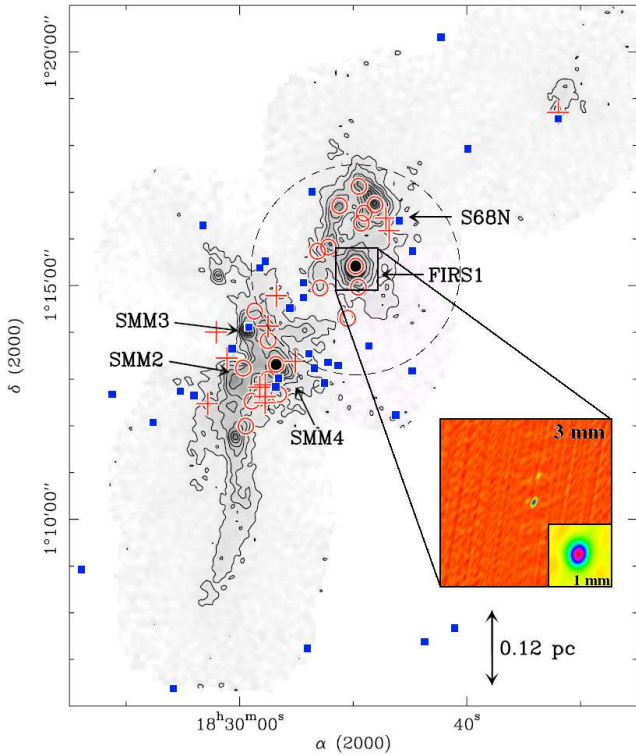 1°20′00″
S68N
1°15′00″
FIRS1
SMM3
SMM2
SMM4
δ (2000)
3 mm
1°10′00″
1 mm
0.12 pc
18ʰ30ᵐ00ˢ
40ˢ
α (2000)